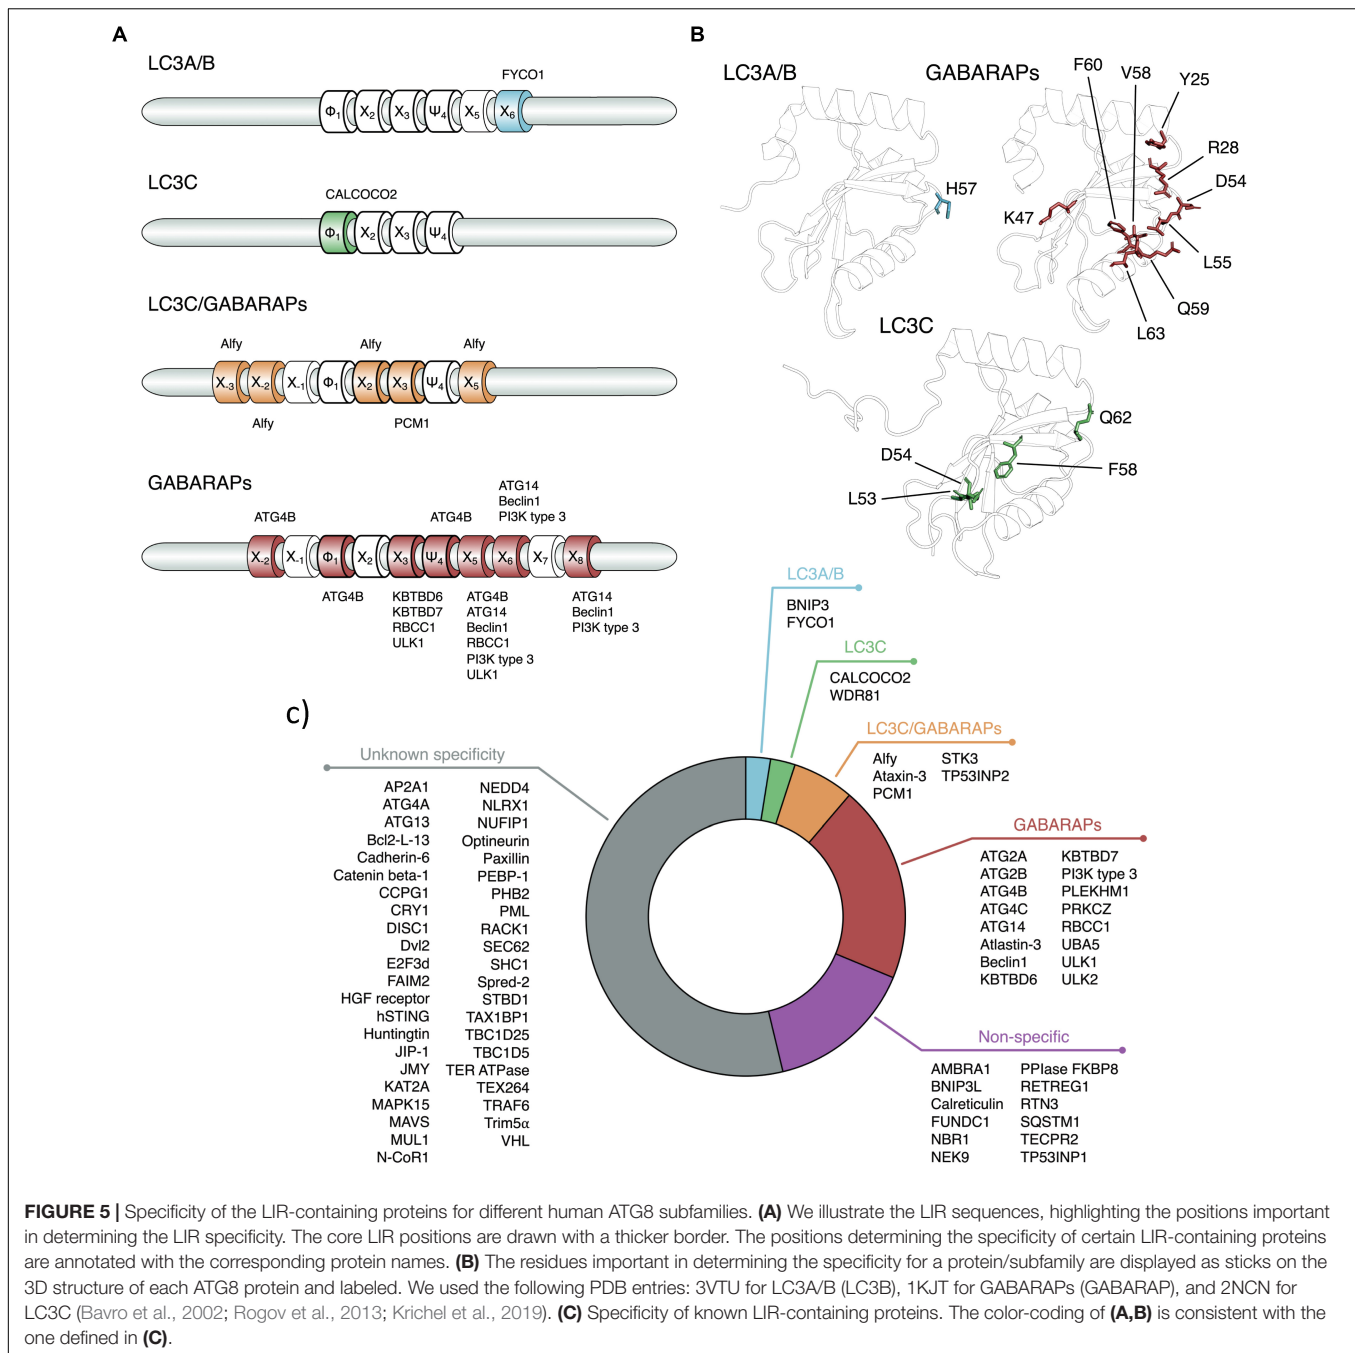 A
LC3A/B
FYCO1
Φ1 X2 X3 Ψ4 X5 X6
LC3C
CALCOCO2
Φ1 X2 X3 Ψ4
LC3C/GABARAPs
Alfy Alfy Alfy
X-3 X-2 X-1 Φ1 X2 X3 Ψ4 X5
Alfy PCM1
GABARAPs
ATG14
Beclin1
PI3K type 3
ATG4B ATG4B
X-2 X-1 Φ1 X2 X3 Ψ4 X5 X6 X7 X8
ATG4B
KBTBD6
KBTBD7
RBCC1
ULK1
ATG4B
ATG14
Beclin1
RBCC1
PI3K type 3
ULK1
ATG14
Beclin1
PI3K type 3
B
LC3A/B
H57
GABARAPs
F60
V58
Y25
R28
D54
K47
L55
Q59
L63
LC3C
Q62
D54
F58
L53
c)
LC3A/B
BNIP3
FYCO1
LC3C
CALCOCO2
WDR81
LC3C/GABARAPs
Alfy STK3
Ataxin-3 TP53INP2
PCM1
GABARAPs
ATG2A KBTBD7
ATG2B PI3K type 3
ATG4B PLEKHM1
ATG4C PRKCZ
ATG14 RBCC1
Atlastin-3 UBA5
Beclin1 ULK1
KBTBD6 ULK2
Non-specific
AMBRA1 PPIase FKBP8
BNIP3L RETREG1
Calreticulin RTN3
FUNDC1 SQSTM1
NBR1 TECPR2
NEK9 TP53INP1
Unknown specificity
AP2A1 NEDD4
ATG4A NLRX1
ATG13 NUFIP1
Bcl2-L-13 Optineurin
Cadherin-6 Paxillin
Catenin beta-1 PEBP-1
CCPG1 PHB2
CRY1 PML
DISC1 RACK1
Dvl2 SEC62
E2F3d SHC1
FAIM2 Spred-2
HGF receptor STBD1
hSTING TAX1BP1
Huntingtin TBC1D25
JIP-1 TBC1D5
JMY TER ATPase
KAT2A TEX264
MAPK15 TRAF6
MAVS Trim5α
MUL1 VHL
N-CoR1
FIGURE 5 | Specificity of the LIR-containing proteins for different human ATG8 subfamilies. (A) We illustrate the LIR sequences, highlighting the positions important
in determining the LIR specificity. The core LIR positions are drawn with a thicker border. The positions determining the specificity of certain LIR-containing proteins
are annotated with the corresponding protein names. (B) The residues important in determining the specificity for a protein/subfamily are displayed as sticks on the
3D structure of each ATG8 protein and labeled. We used the following PDB entries: 3VTU for LC3A/B (LC3B), 1KJT for GABARAPs (GABARAP), and 2NCN for
LC3C (Bavro et al., 2002; Rogov et al., 2013; Krichel et al., 2019). (C) Specificity of known LIR-containing proteins. The color-coding of (A,B) is consistent with the
one defined in (C).